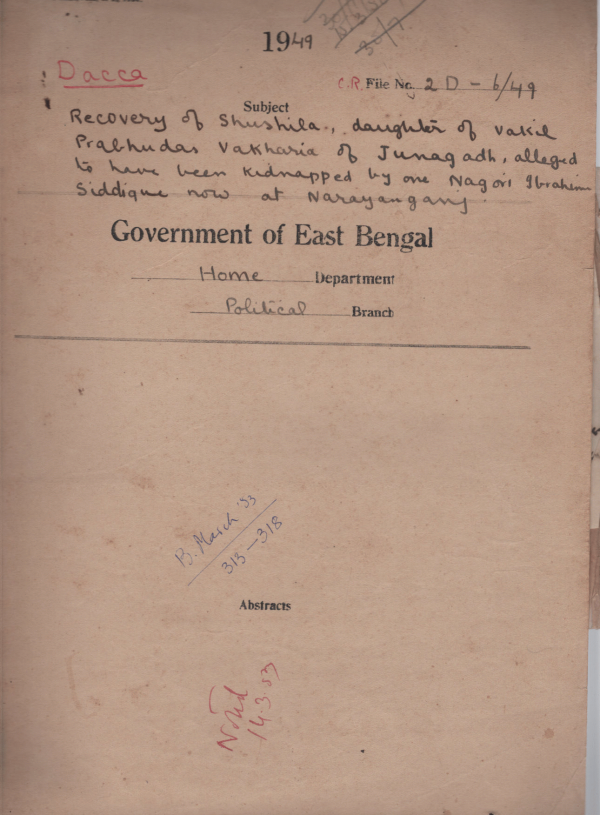 1949
Dacca
C.R. File No. 2D-6/49
Subject
Recovery of Shushila, daughter of Vakil
Prabhudas Vakharia of Junagadh, alleged
to have been kidnapped by one Nagori Ibrahim
Siddique now at Narayanganj.
Government of East Bengal
Home Department
Political Branch
B. March '53
313-318
Abstracts
Noted
14.3.53